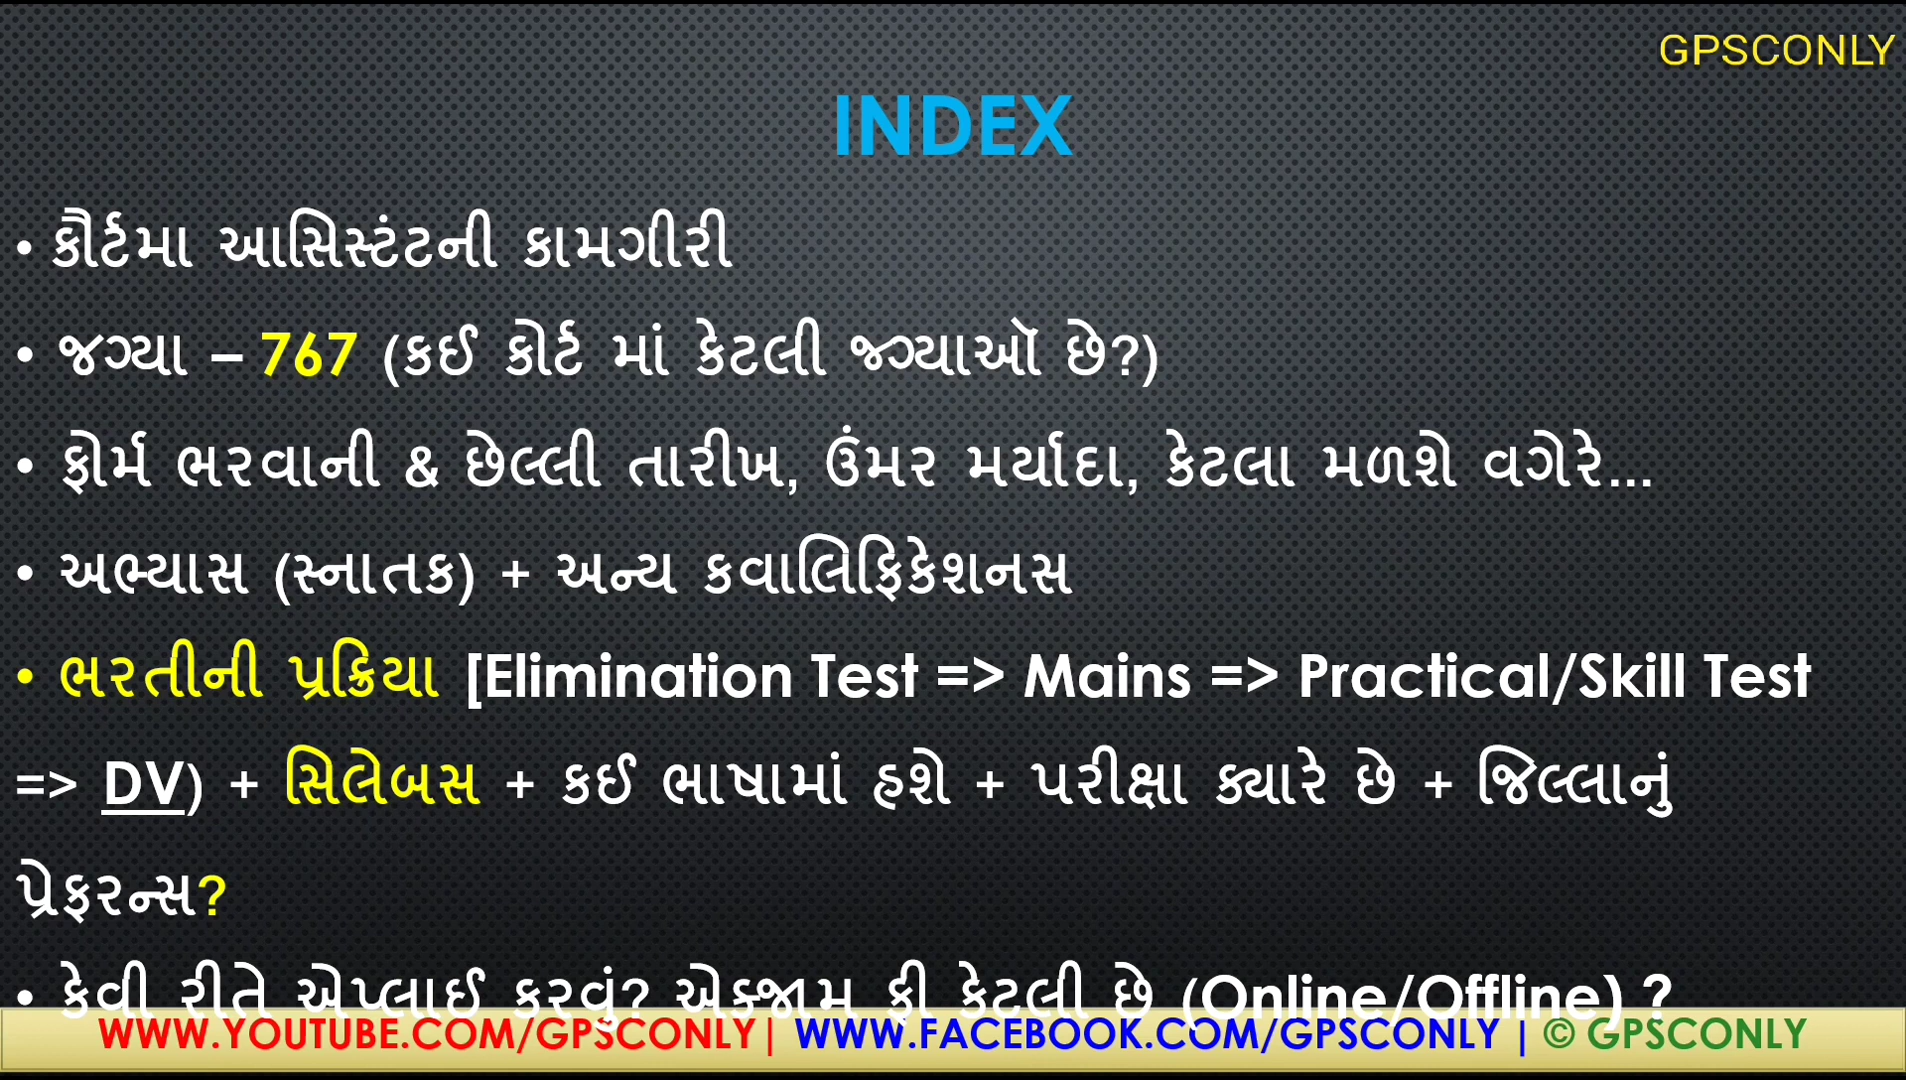 GPSCONLY
INDEX
• કૌર્ટમા આસિસ્ટંટની કામગીરી
• જગ્યા – 767 (કઈ કોર્ટ માં કેટલી જ્ગ્યાઑ છે?)
• ફોર્મ ભરવાની & છેલ્લી તારીખ, ઉંમર મર્યાદા, કેટલા મળશે વગેરે...
• અભ્યાસ (સ્નાતક) + અન્ય કવાલિફિકેશનસ
• ભરતીની પ્રક્રિયા [Elimination Test => Mains => Practical/Skill Test
=> DV) + સિલેબસ + કઈ ભાષામાં હશે + પરીક્ષા ક્યારે છે + જિલ્લાનું
પ્રેફરન્સ?
• કેવી રીતે એપ્લાઈ કરવું? એક્જામ ફી કેટલી છે (Online/Offline) ?
WWW.YOUTUBE.COM/GPSCONLY| WWW.FACEBOOK.COM/GPSCONLY | © GPSCONLY